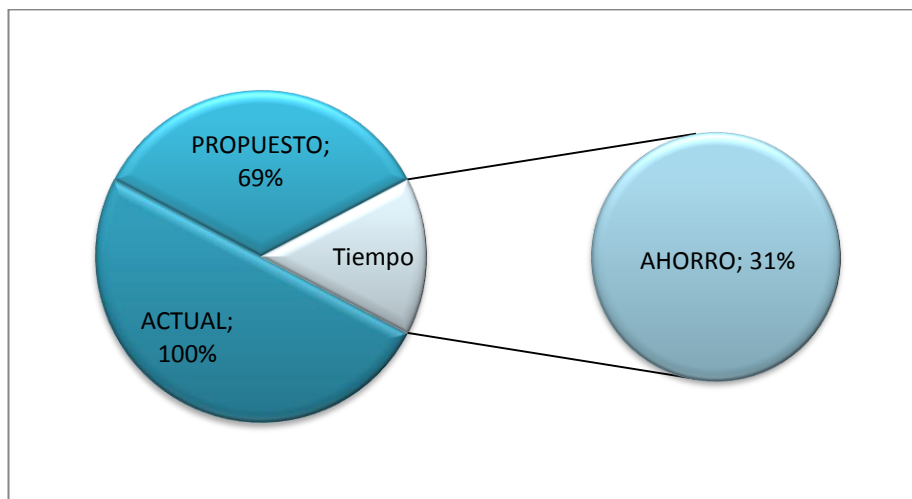 PROPUESTO;
69%
Tiempo
AHORRO; 31%
ACTUAL;
100%